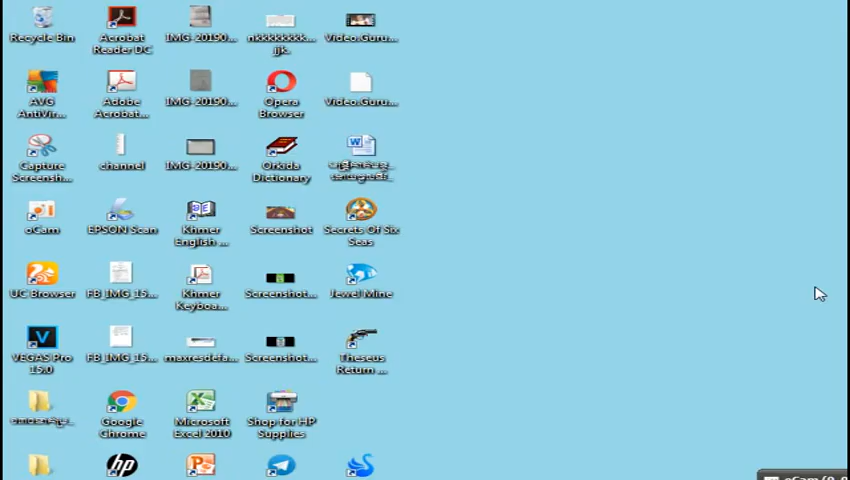 Recycle Bin
Acrobat
Reader DC
IMG-20190...
Video.Guru...
AVG
AntiVir...
Adobe
Acrobat...
IMG-20190...
Opera
Browser
Video.Guru...
Capture
Screensh...
channel
IMG-20190...
Orkida
Dictionary
oCam
EPSON Scan
Khmer
English ...
Screenshot
Secrets Of Six
Seas
UC Browser
FB_IMG_15...
Khmer
Keyboa...
Screenshot...
Jewel Mine
VEGAS Pro
15.0
FB_IMG_15...
maxresdefa...
Screenshot...
Theseus
Return ...
Google
Chrome
Microsoft
Excel 2010
Shop for HP
Supplies